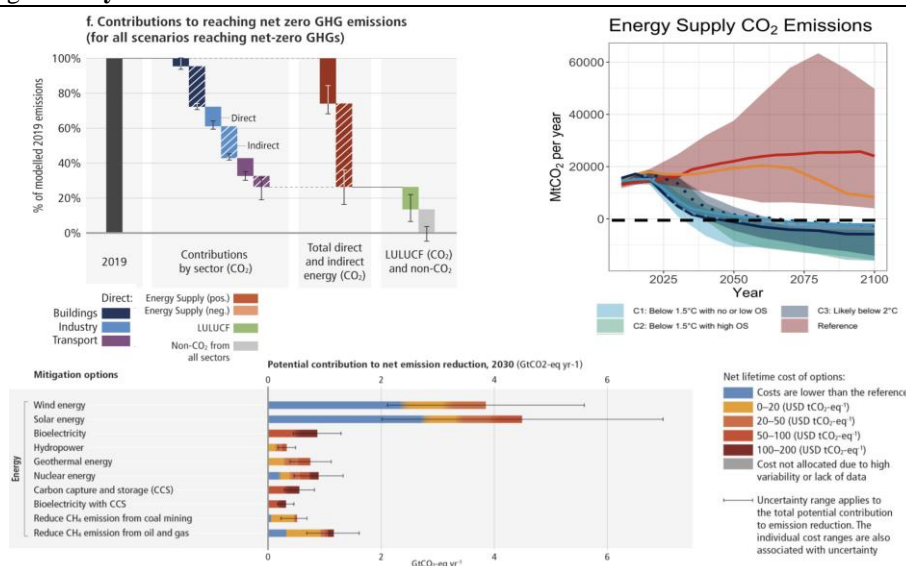 f. Contributions to reaching net zero GHG emissions
(for all scenarios reaching net-zero GHGs)
100%
80%
60%
40%
20%
0%
% of modelled 2019 emissions
Direct
Indirect
2019
Contributions
by sector (CO₂)
Total direct
and indirect
energy (CO₂)
LULUCF (CO₂)
and non-CO₂
Direct:
Buildings
Industry
Transport
Energy Supply (pos.)
Energy Supply (neg.)
LULUCF
Non-CO₂ from
all sectors
Energy Supply CO₂ Emissions
60000
40000
20000
0
MtCO₂ per year
2025
2050
2075
2100
Year
C1: Below 1.5°C with no or low OS
C2: Below 1.5°C with high OS
C3: Likely below 2°C
Reference
Mitigation options
Potential contribution to net emission reduction, 2030 (GtCO2-eq yr-1)
0 2 4 6
Energy
Wind energy
Solar energy
Bioelectricity
Hydropower
Geothermal energy
Nuclear energy
Carbon capture and storage (CCS)
Bioelectricity with CCS
Reduce CH₄ emission from coal mining
Reduce CH₄ emission from oil and gas
0 2 4 6
GtCO₂-eq yr⁻¹
Net lifetime cost of options:
Costs are lower than the reference
0–20 (USD tCO₂-eq⁻¹)
20–50 (USD tCO₂-eq⁻¹)
50–100 (USD tCO₂-eq⁻¹)
100–200 (USD tCO₂-eq⁻¹)
Cost not allocated due to high
variability or lack of data
Uncertainty range applies to
the total potential contribution
to emission reduction. The
individual cost ranges are also
associated with uncertainty